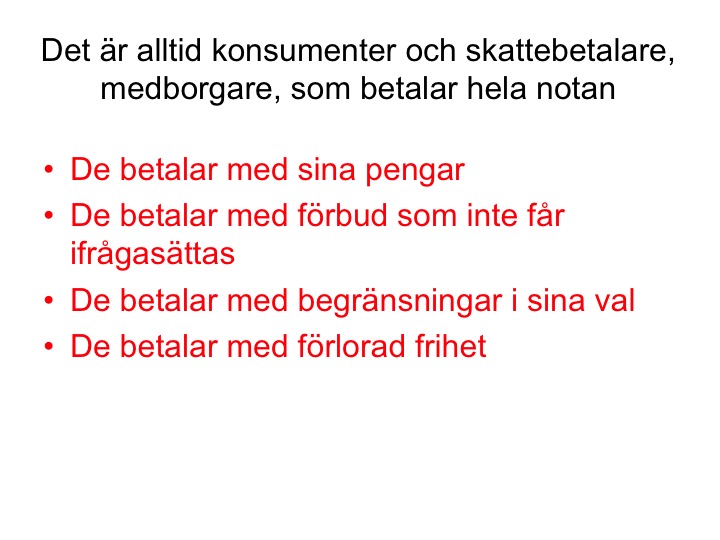 Det är alltid konsumenter och skattebetalare,
medborgare, som betalar hela notan
• De betalar med sina pengar
• De betalar med förbud som inte får
ifrågasättas
• De betalar med begränsningar i sina val
• De betalar med förlorad frihet